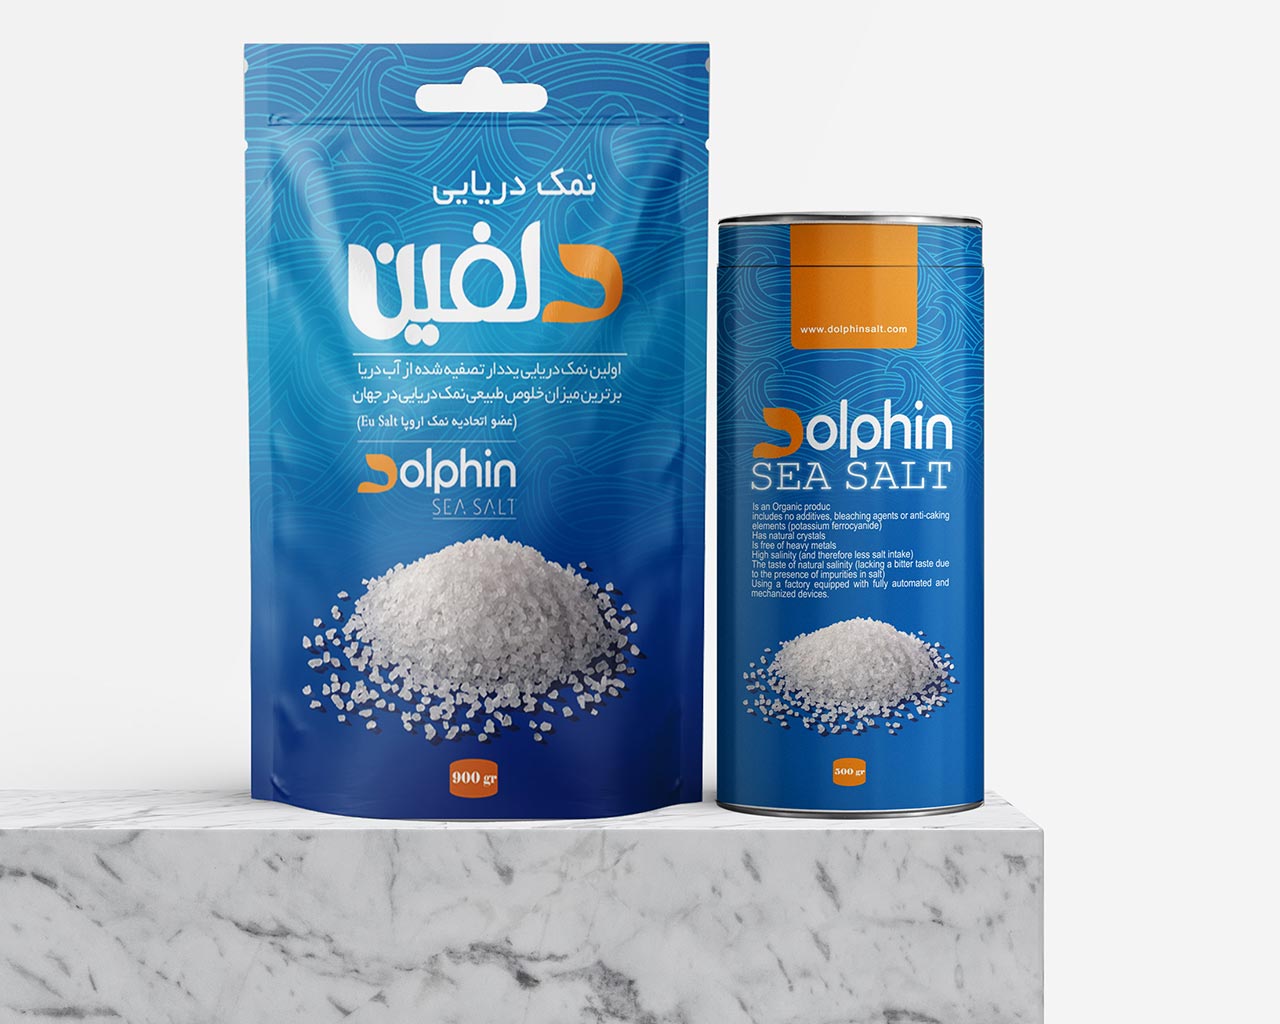 نمک دریایی
دلفین
اولین نمک دریایی یددار تصفیه شده از آب دریا
برترین میزان خلوص طبیعی نمک دریایی در جهان
(عضو اتحادیه نمک اروپا Eu Salt)
Dolphin
SEA SALT
900 gr
www.dolphinsalt.com
Dolphin
SEA SALT
Is an Organic produc
includes no additives, bleaching agents or anti-caking
elements (potassium ferrocyanide)
Has natural crystals
Is free of heavy metals
High salinity (and therefore less salt intake)
The taste of natural salinity (lacking a bitter taste due
to the presence of impurities in salt)
Using a factory equipped with fully automated and
mechanized devices.
500 gr